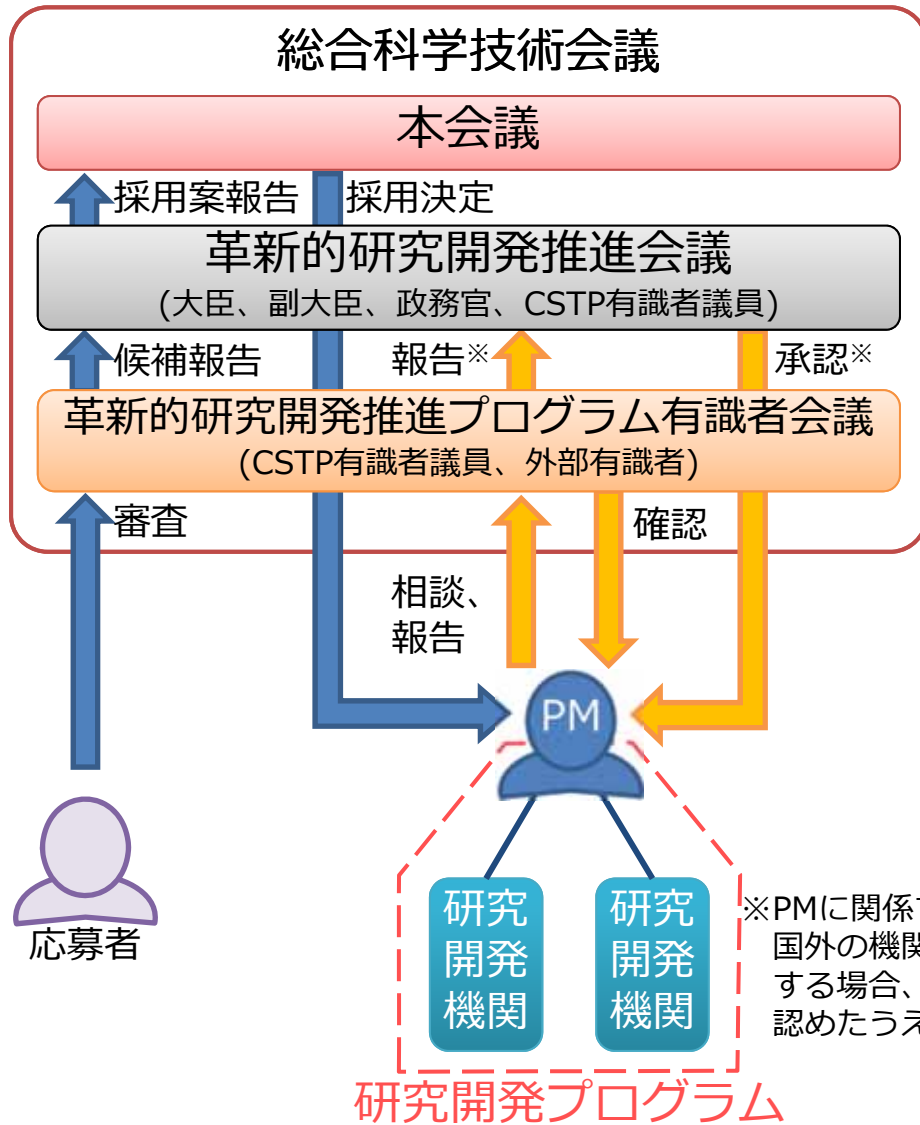 総合科学技術会議
本会議
採用案報告
採用決定
革新的研究開発推進会議
(大臣、副大臣、政務官、CSTP有識者議員)
候補報告
報告※
承認※
革新的研究開発推進プログラム有識者会議
(CSTP有識者議員、外部有識者)
審査
確認
相談、
報告
PM
応募者
研究
開発
機関
研究
開発
機関
※PMに関係
国外の機関
する場合、
認めたうえ
研究開発プログラム